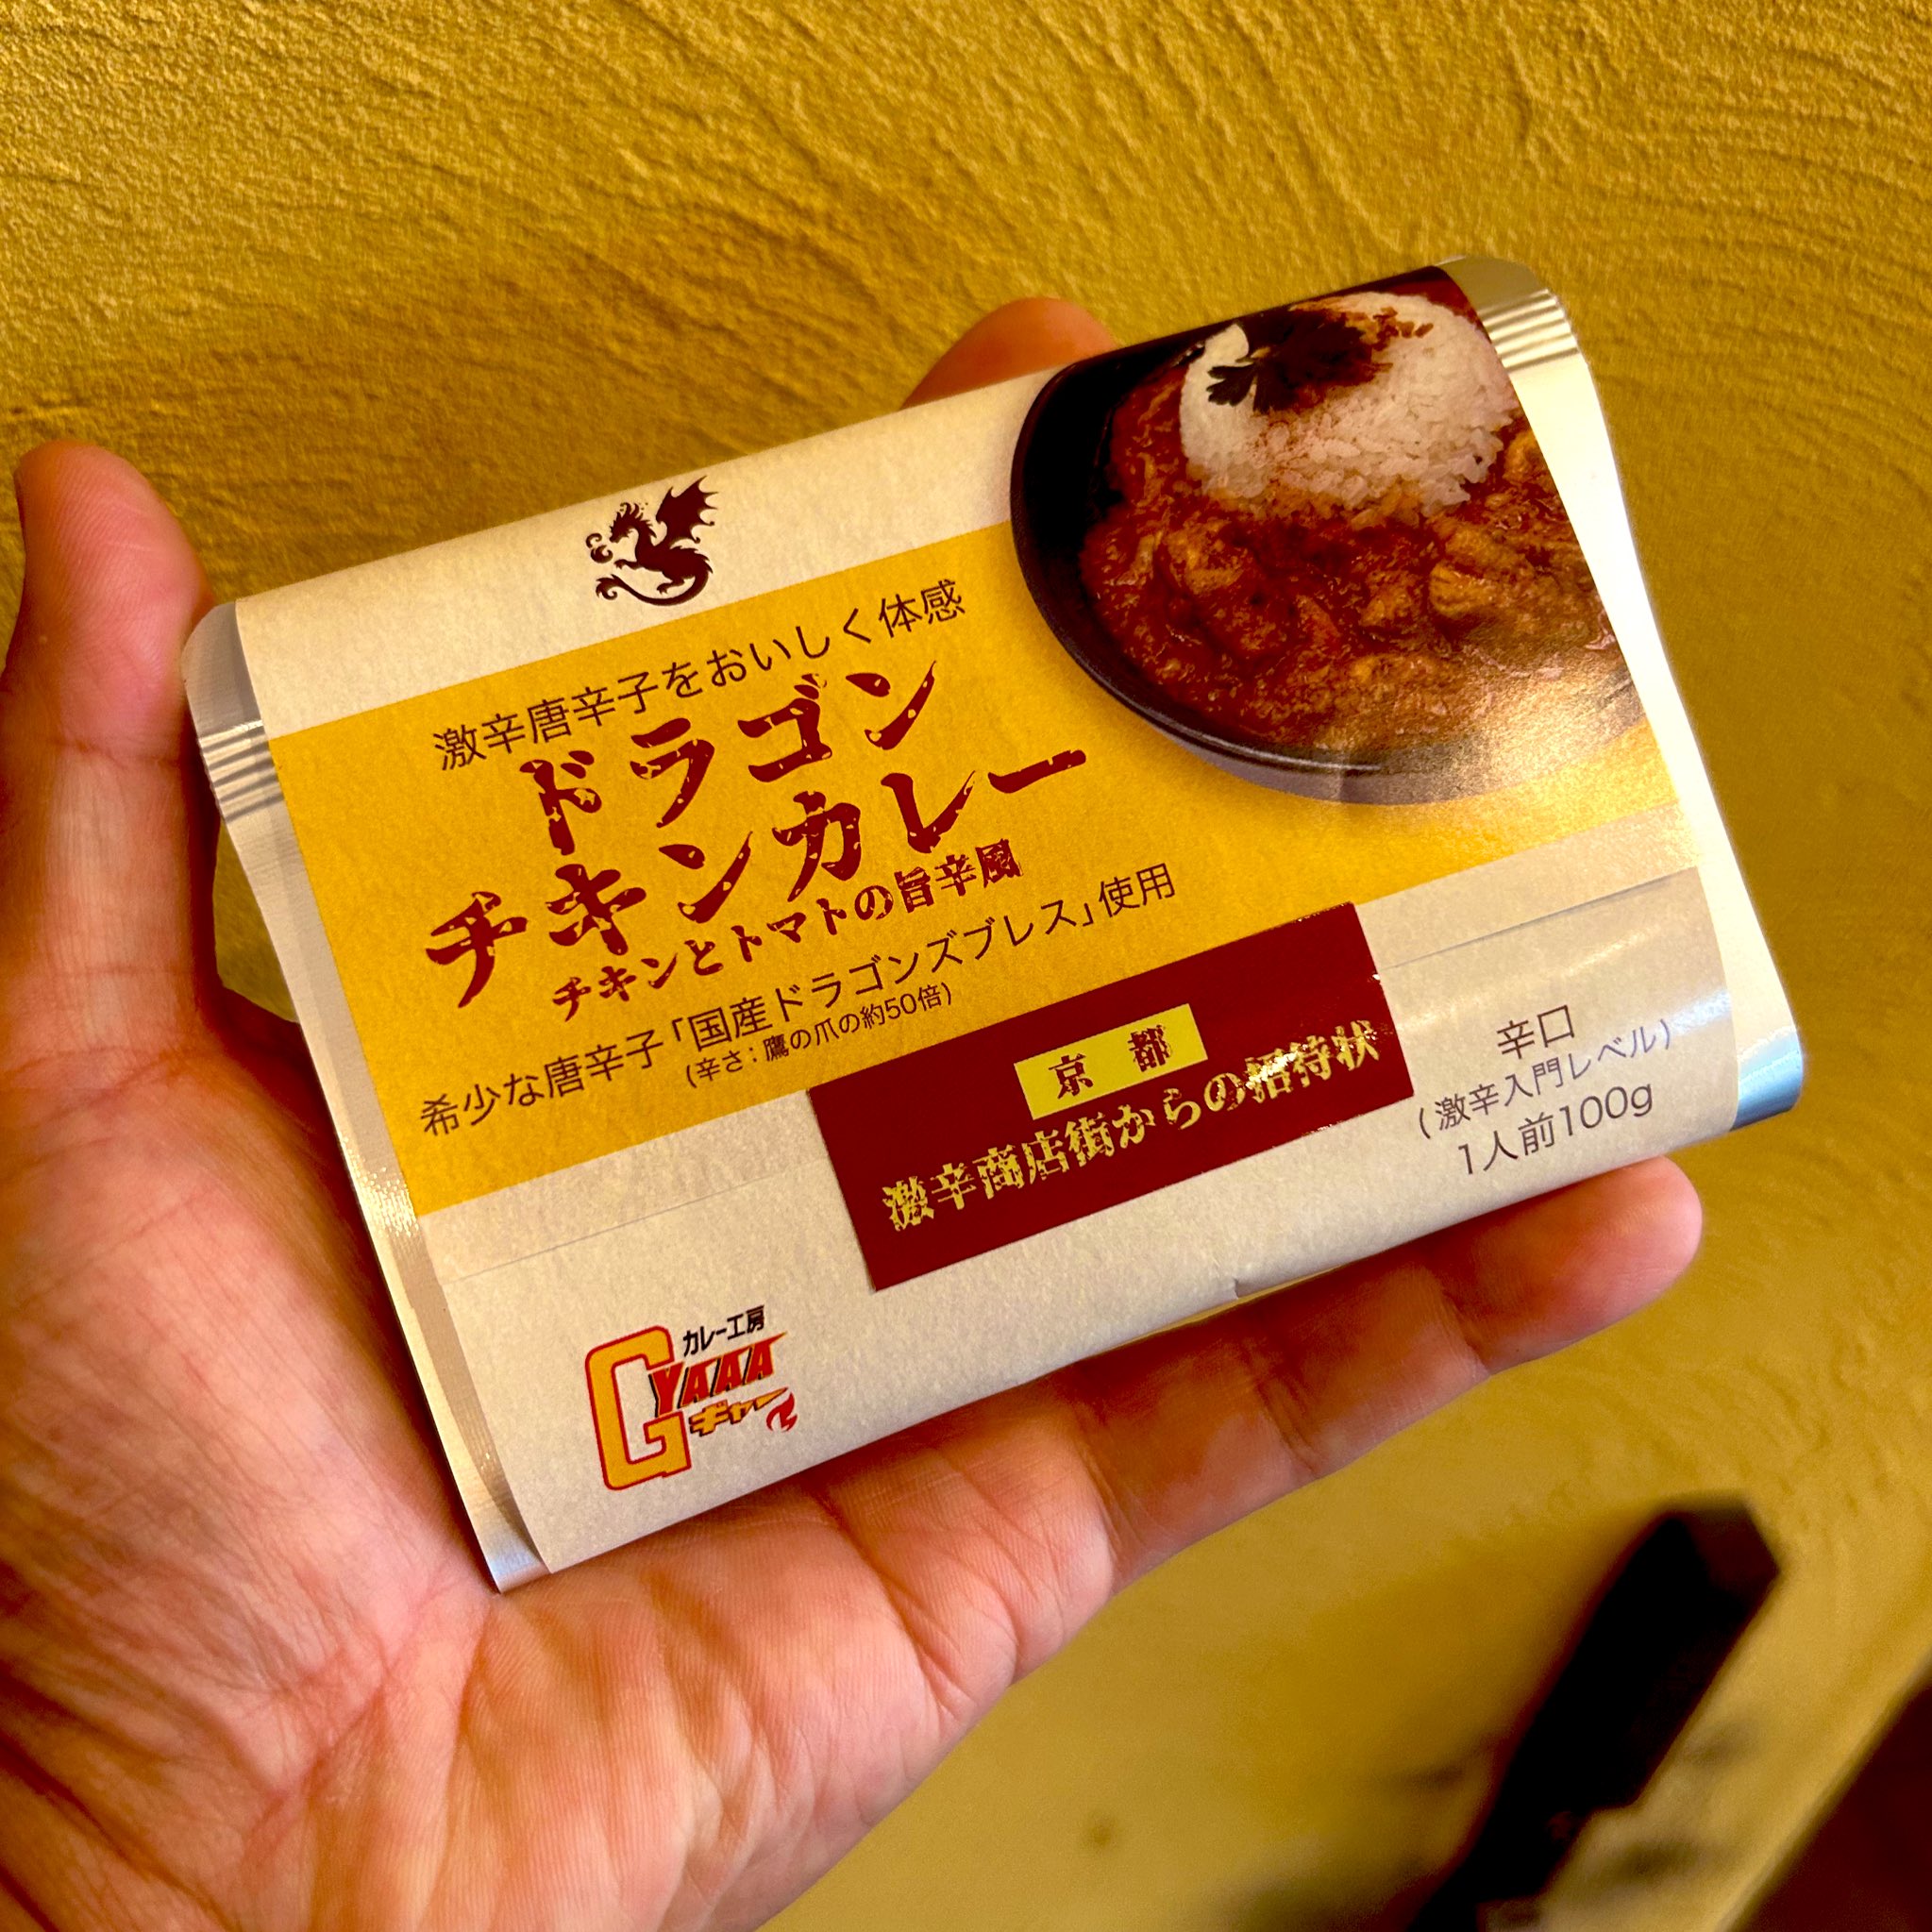 激辛唐辛子をおいしく体感
ドラゴン
チキンカレー
チキンとトマトの旨辛風
希少な唐辛子「国産ドラゴンズブレス」使用
(辛さ:鷹の爪の約50倍)
京都
激辛商店街からの招待状
辛口
(激辛入門レベル)
1人前100g
カレー工房
GYAAA
ギャー